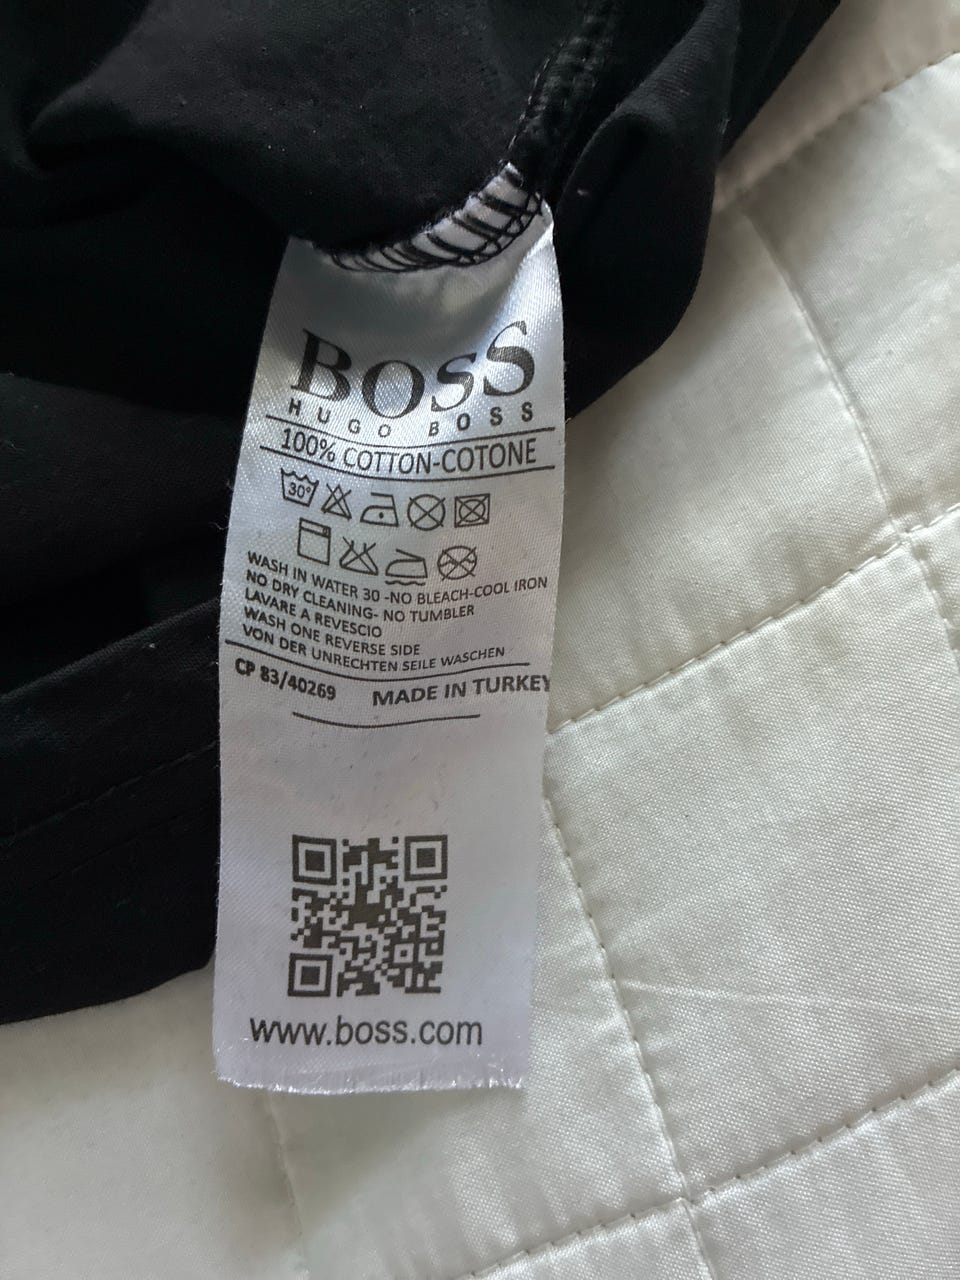 BOSS
HUGO BOSS
100% COTTON-COTONE
30°
WASH IN WATER 30 -NO BLEACH-COOL IRON
NO DRY CLEANING- NO TUMBLER
LAVARE A REVESCIO
WASH ONE REVERSE SIDE
VON DER UNRECHTEN SEILE WASCHEN
CP 83/40269 MADE IN TURKEY
www.boss.com